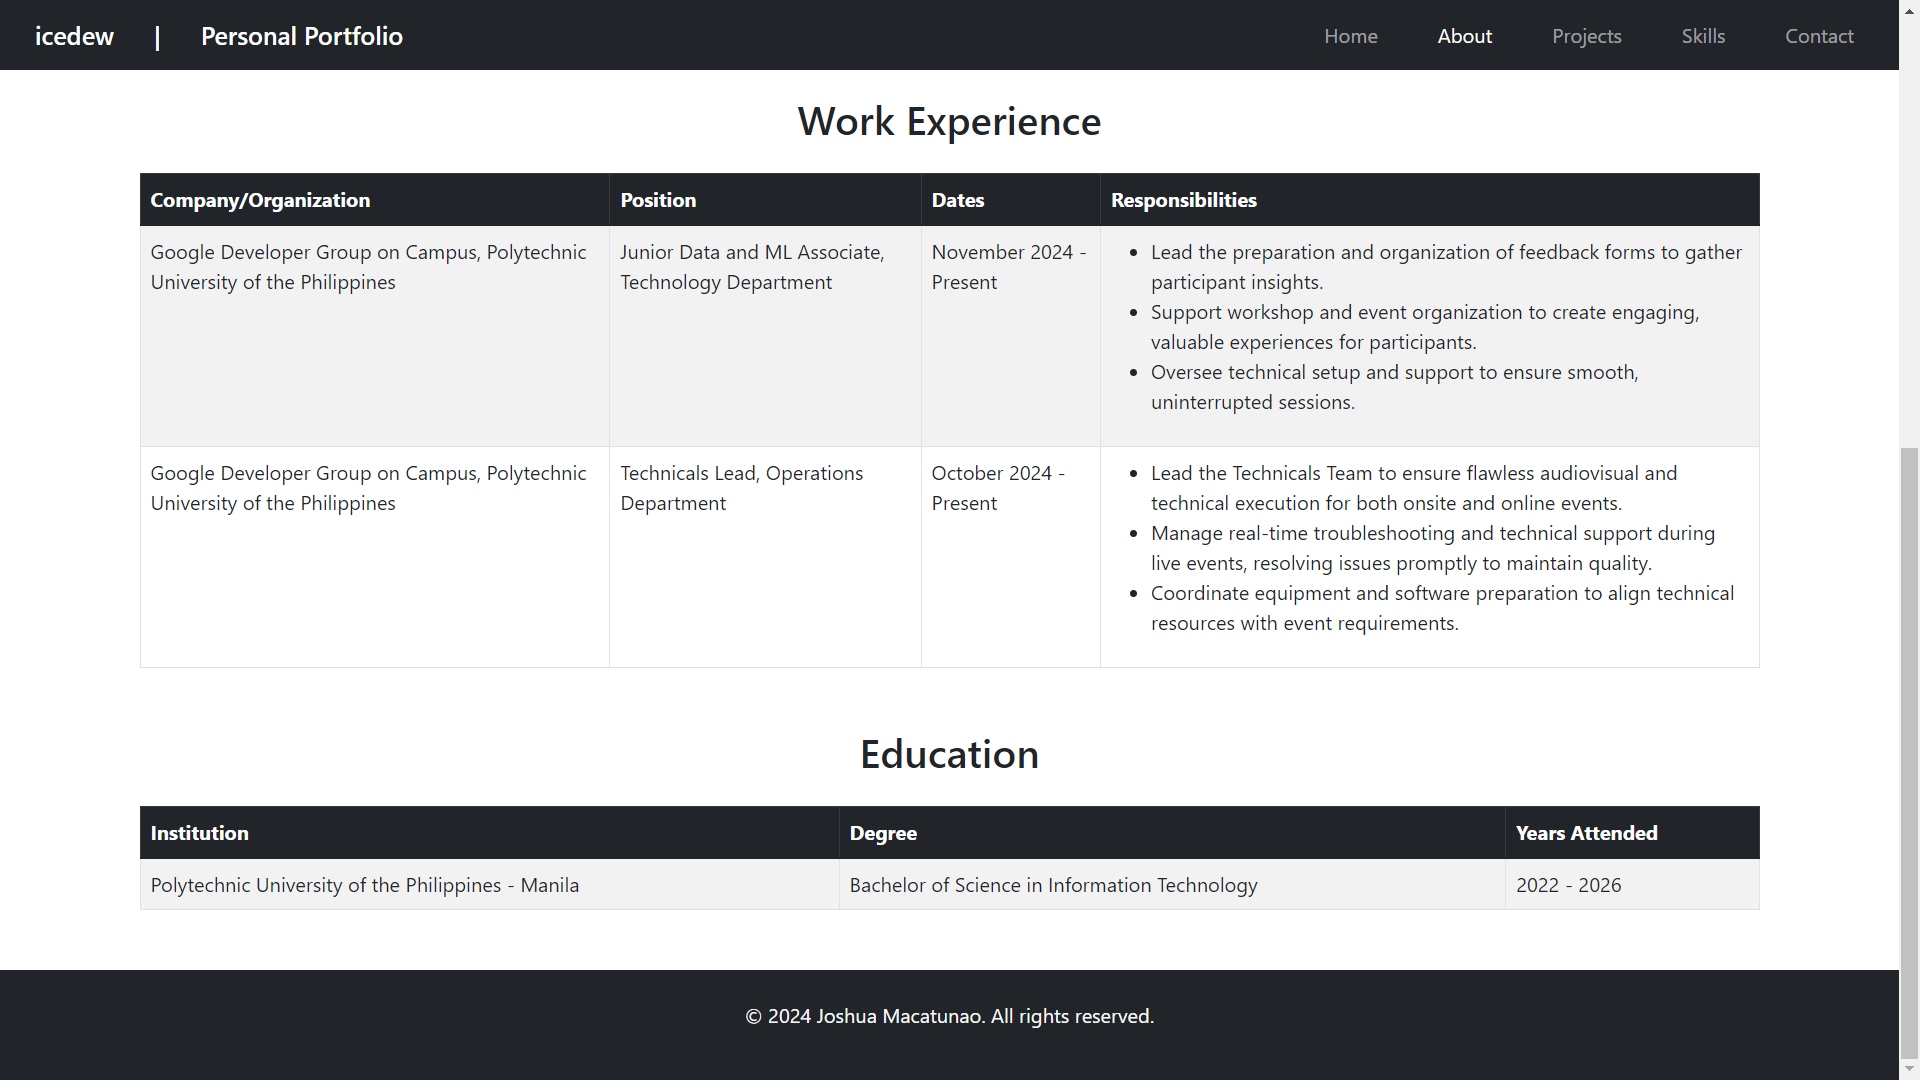 icedew | Personal Portfolio Home About Projects Skills Contact
Work Experience
Company/Organization Position Dates Responsibilities
Google Developer Group on Campus, Polytechnic
University of the Philippines
Junior Data and ML Associate,
Technology Department
November 2024 -
Present
• Lead the preparation and organization of feedback forms to gather
participant insights.
• Support workshop and event organization to create engaging,
valuable experiences for participants.
• Oversee technical setup and support to ensure smooth,
uninterrupted sessions.
Google Developer Group on Campus, Polytechnic
University of the Philippines
Technicals Lead, Operations
Department
October 2024 -
Present
• Lead the Technicals Team to ensure flawless audiovisual and
technical execution for both onsite and online events.
• Manage real-time troubleshooting and technical support during
live events, resolving issues promptly to maintain quality.
• Coordinate equipment and software preparation to align technical
resources with event requirements.
Education
Institution Degree Years Attended
Polytechnic University of the Philippines - Manila Bachelor of Science in Information Technology 2022 - 2026
© 2024 Joshua Macatunao. All rights reserved.